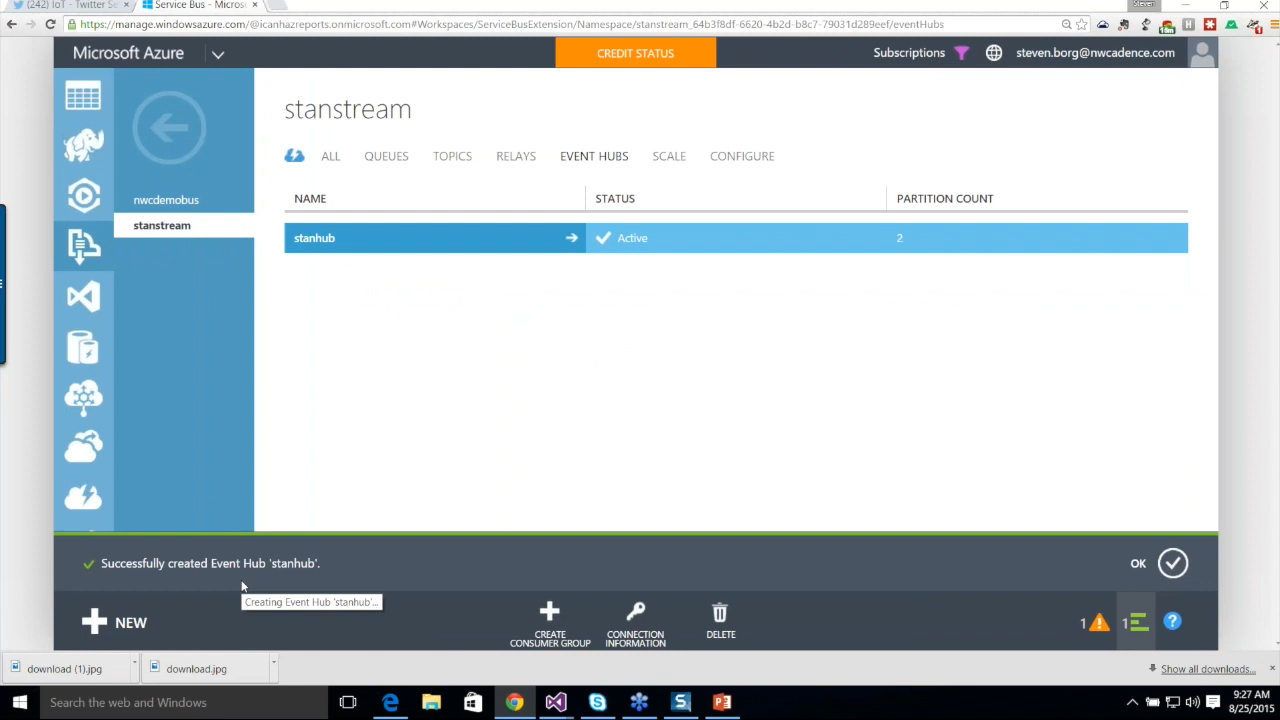 (242) IoT - Twitter Se
Service Bus - Micros
Steven
https://manage.windowsazure.com/@icanhazreports.onmicrosoft.com#Workspaces/ServiceBusExtension/Namespace/stanstream_64b3f8df-6620-4b2d-b8c7-79031d289eef/eventHubs
Microsoft Azure
CREDIT STATUS
Subscriptions
steven.borg@nwcadence.com
stanstream
ALL QUEUES TOPICS RELAYS EVENT HUBS SCALE CONFIGURE
nwcdemobus
stanstream
NAME STATUS PARTITION COUNT
stanhub Active 2
Successfully created Event Hub 'stanhub'.
OK
Creating Event Hub 'stanhub'...
NEW
CREATE
CONSUMER GROUP
CONNECTION
INFORMATION
DELETE
1
1
?
download (1).jpg
download.jpg
Show all downloads...
Search the web and Windows
9:27 AM
8/25/2015